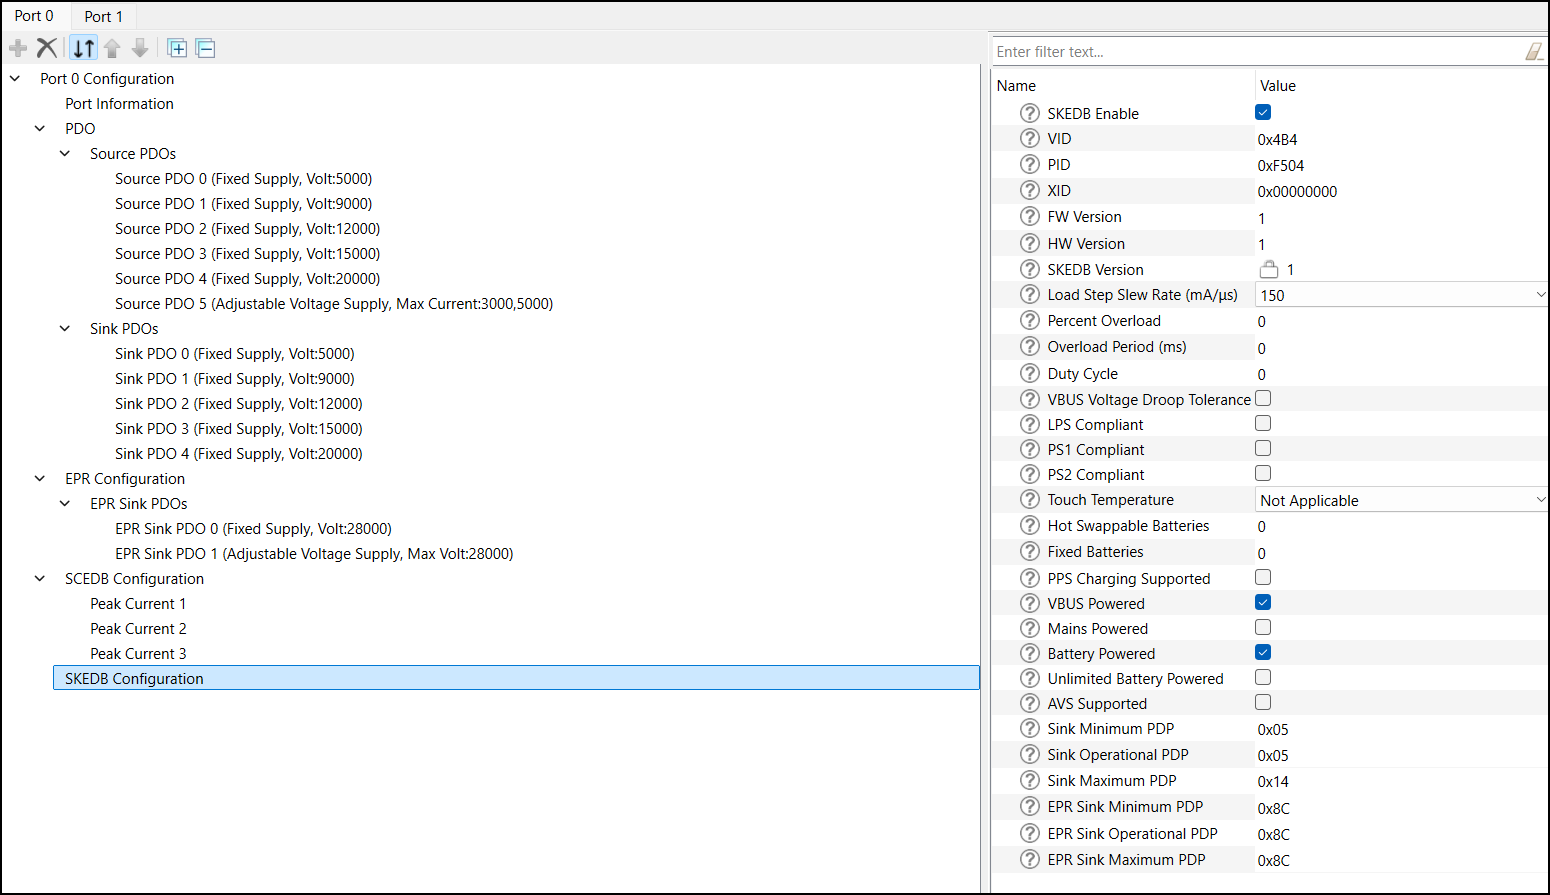 Port 0
Port 1
Port 0 Configuration
Port Information
PDO
Source PDOs
Source PDO 0 (Fixed Supply, Volt:5000)
Source PDO 1 (Fixed Supply, Volt:9000)
Source PDO 2 (Fixed Supply, Volt:12000)
Source PDO 3 (Fixed Supply, Volt:15000)
Source PDO 4 (Fixed Supply, Volt:20000)
Source PDO 5 (Adjustable Voltage Supply, Max Current:3000,5000)
Sink PDOs
Sink PDO 0 (Fixed Supply, Volt:5000)
Sink PDO 1 (Fixed Supply, Volt:9000)
Sink PDO 2 (Fixed Supply, Volt:12000)
Sink PDO 3 (Fixed Supply, Volt:15000)
Sink PDO 4 (Fixed Supply, Volt:20000)
EPR Configuration
EPR Sink PDOs
EPR Sink PDO 0 (Fixed Supply, Volt:28000)
EPR Sink PDO 1 (Adjustable Voltage Supply, Max Volt:28000)
SCEDB Configuration
Peak Current 1
Peak Current 2
Peak Current 3
SKEDB Configuration
Enter filter text...
Name Value
SKEDB Enable
VID 0x4B4
PID 0xF504
XID 0x00000000
FW Version 1
HW Version 1
SKEDB Version 1
Load Step Slew Rate (mA/µs) 150
Percent Overload 0
Overload Period (ms) 0
Duty Cycle 0
VBUS Voltage Droop Tolerance
LPS Compliant
PS1 Compliant
PS2 Compliant
Touch Temperature Not Applicable
Hot Swappable Batteries 0
Fixed Batteries 0
PPS Charging Supported
VBUS Powered
Mains Powered
Battery Powered
Unlimited Battery Powered
AVS Supported
Sink Minimum PDP 0x05
Sink Operational PDP 0x05
Sink Maximum PDP 0x14
EPR Sink Minimum PDP 0x8C
EPR Sink Operational PDP 0x8C
EPR Sink Maximum PDP 0x8C